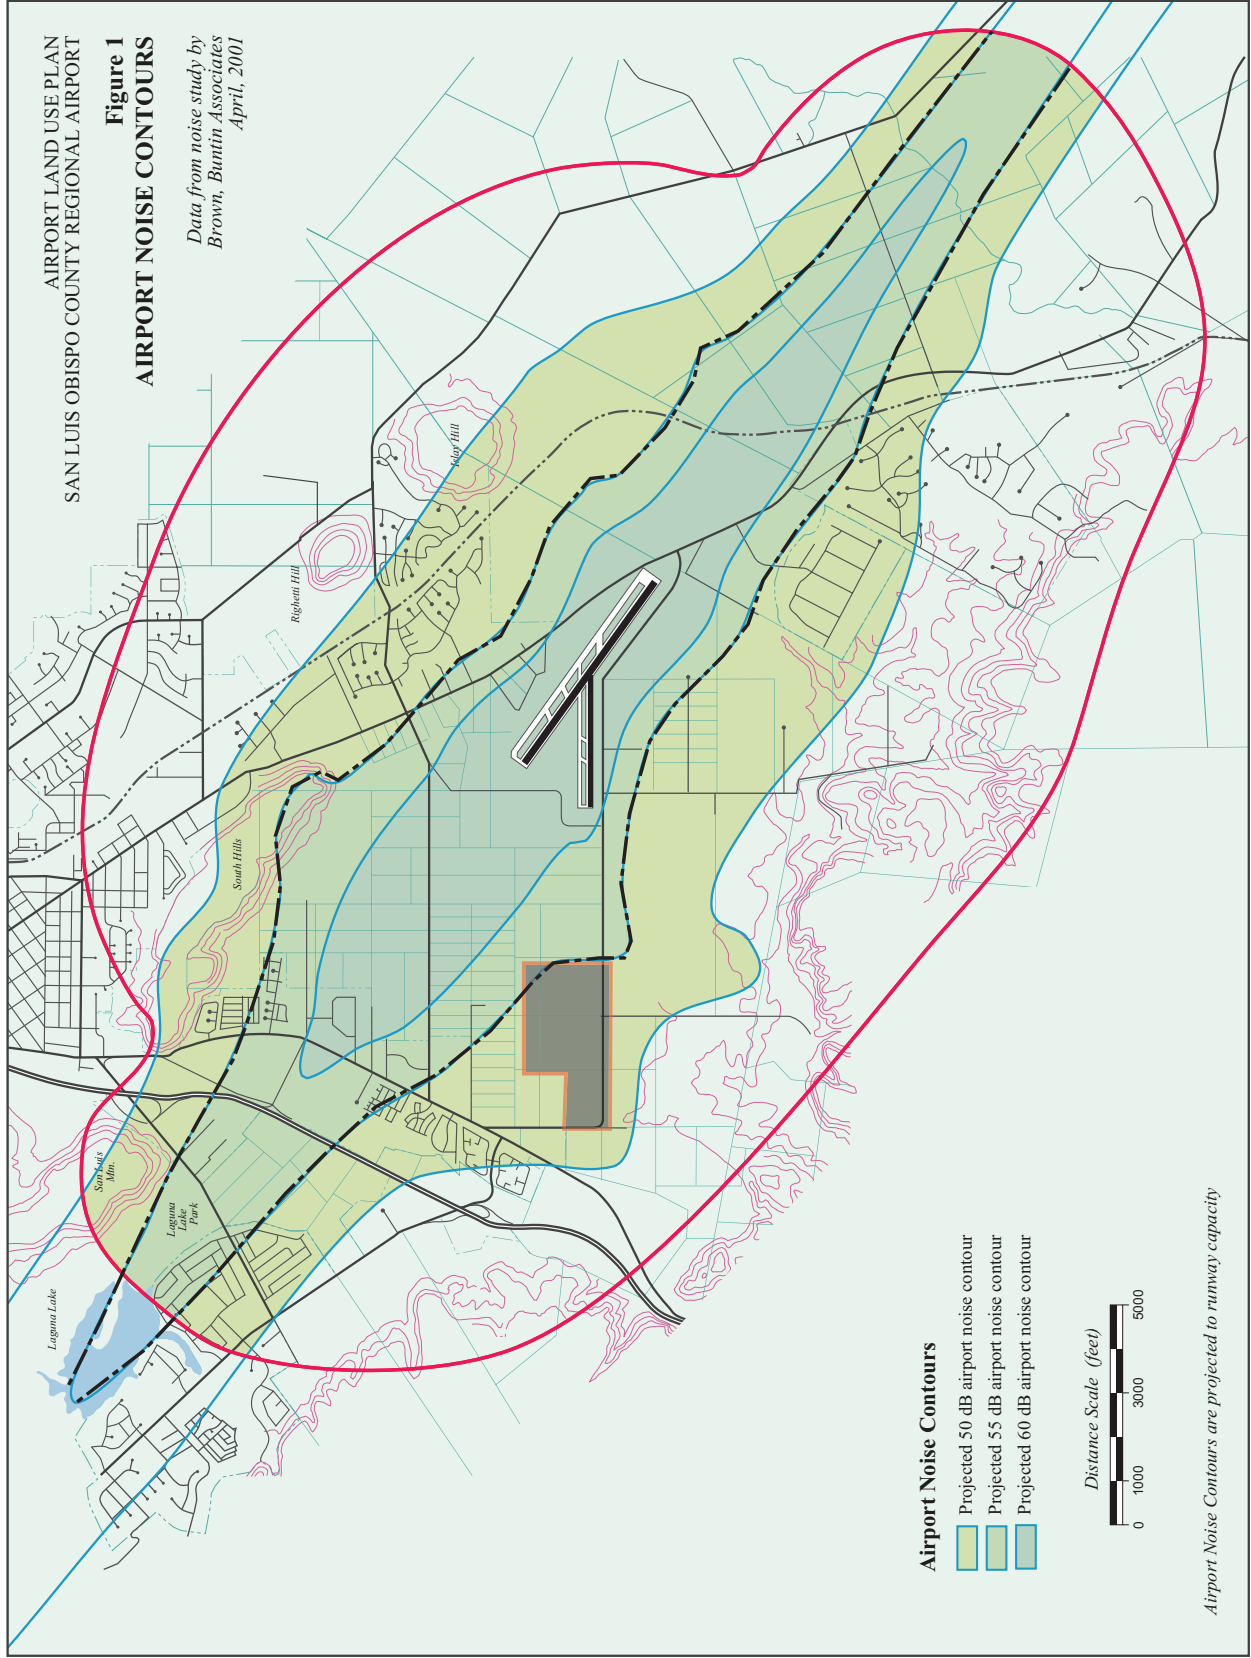 AIRPORT LAND USE PLAN
SAN LUIS OBISPO COUNTY REGIONAL AIRPORT
Figure 1
AIRPORT NOISE CONTOURS
Data from noise study by
Brown, Buntin Associates
April, 2001
Islay Hill
Righetti Hill
South Hills
San Luis
Mtn.
Laguna
Lake
Park
Laguna Lake
Airport Noise Contours
Projected 50 dB airport noise contour
Projected 55 dB airport noise contour
Projected 60 dB airport noise contour
Distance Scale (feet)
0 1000 3000 5000
Airport Noise Contours are projected to runway capacity